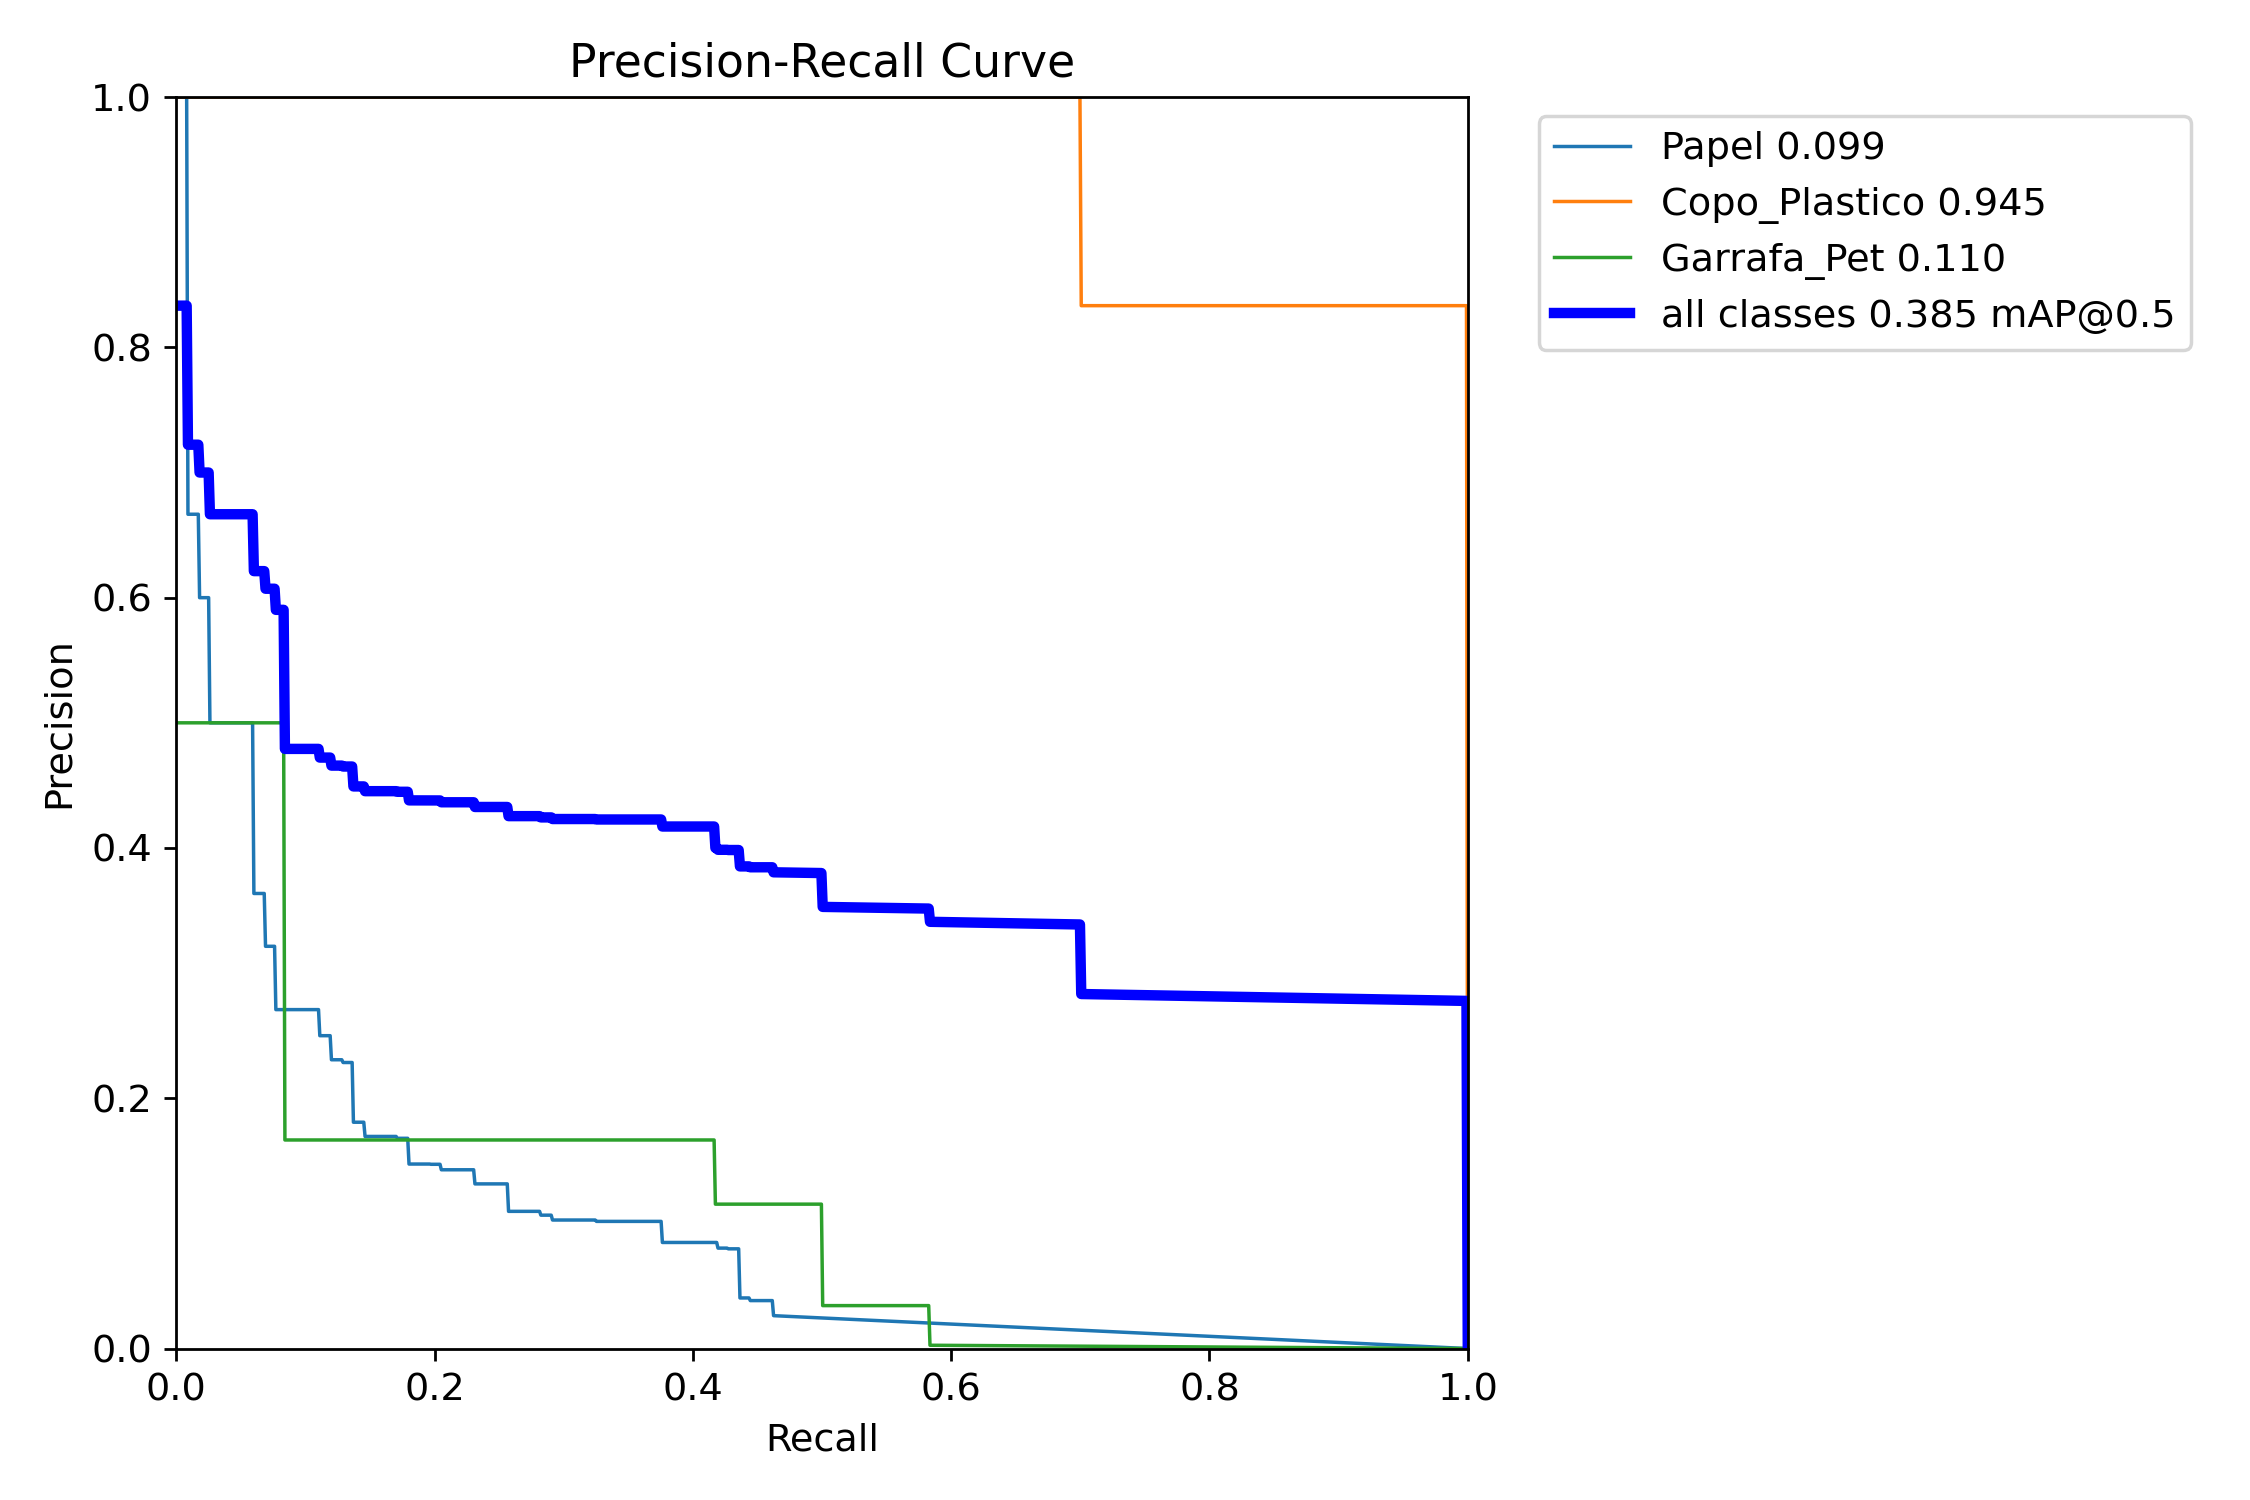 Precision-Recall Curve
1.0
0.8
0.6
0.4
0.2
0.0
Precision
0.0 0.2 0.4 0.6 0.8 1.0
Recall
Papel 0.099
Copo_Plastico 0.945
Garrafa_Pet 0.110
all classes 0.385 mAP@0.5